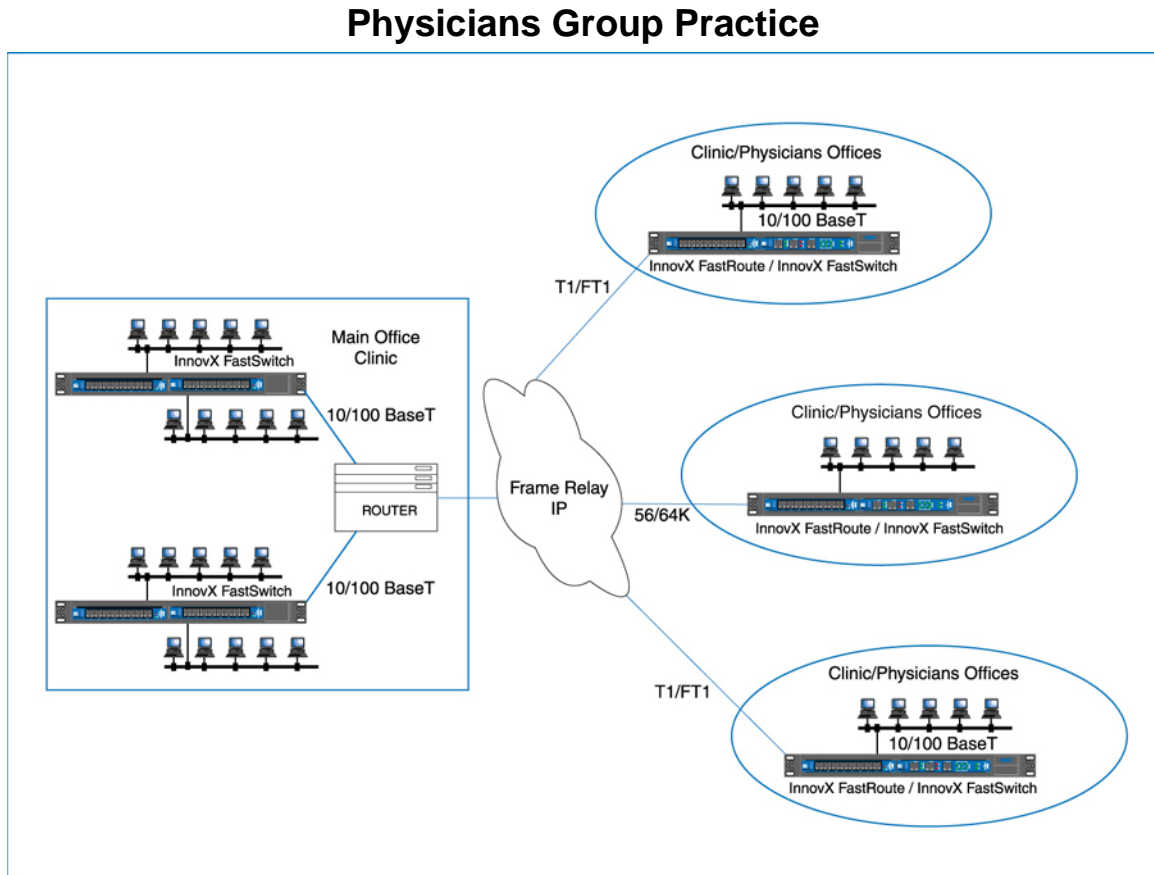 Physicians Group Practice
Clinic/Physicians Offices
10/100 BaseT
InnovX FastRoute / InnovX FastSwitch
T1/FT1
Main Office
Clinic
InnovX FastSwitch
10/100 BaseT
ROUTER
InnovX FastSwitch
10/100 BaseT
Frame Relay
IP
56/64K
Clinic/Physicians Offices
InnovX FastRoute / InnovX FastSwitch
T1/FT1
Clinic/Physicians Offices
10/100 BaseT
InnovX FastRoute / InnovX FastSwitch